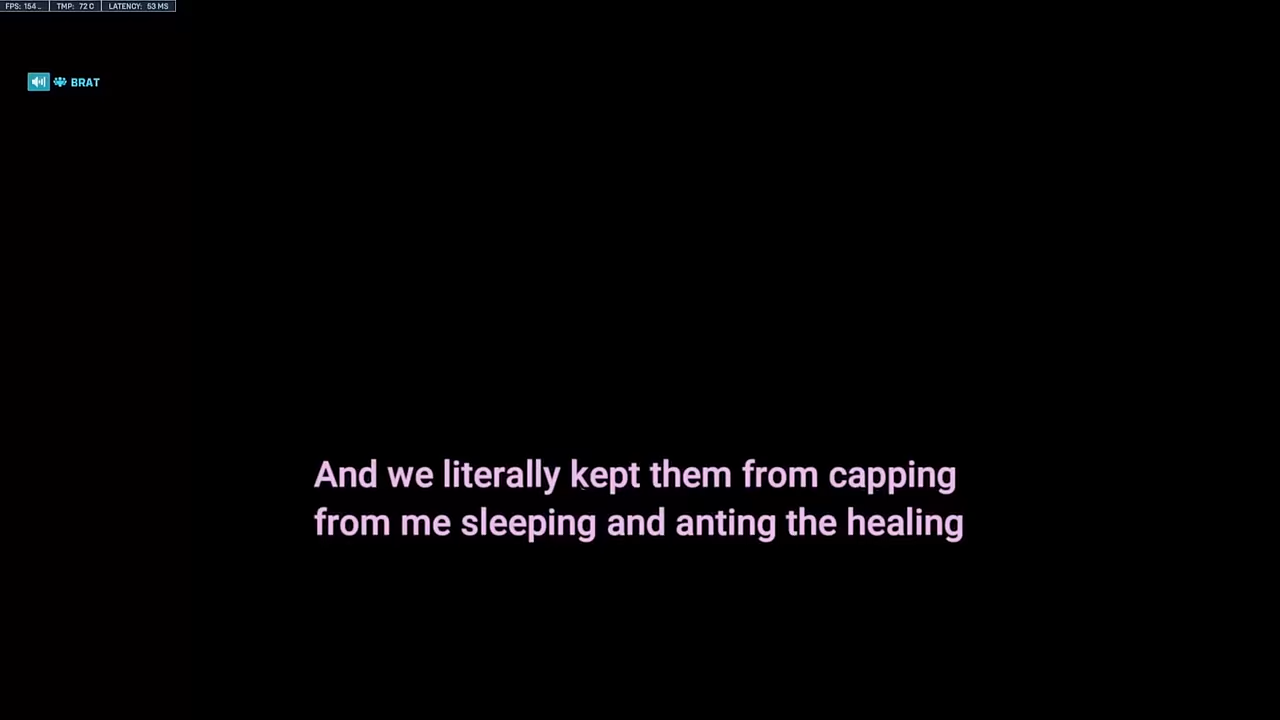 FPS: 154 TMP: 72 C LATENCY: 53 MS
BRAT
And we literally kept them from capping
from me sleeping and anting the healing